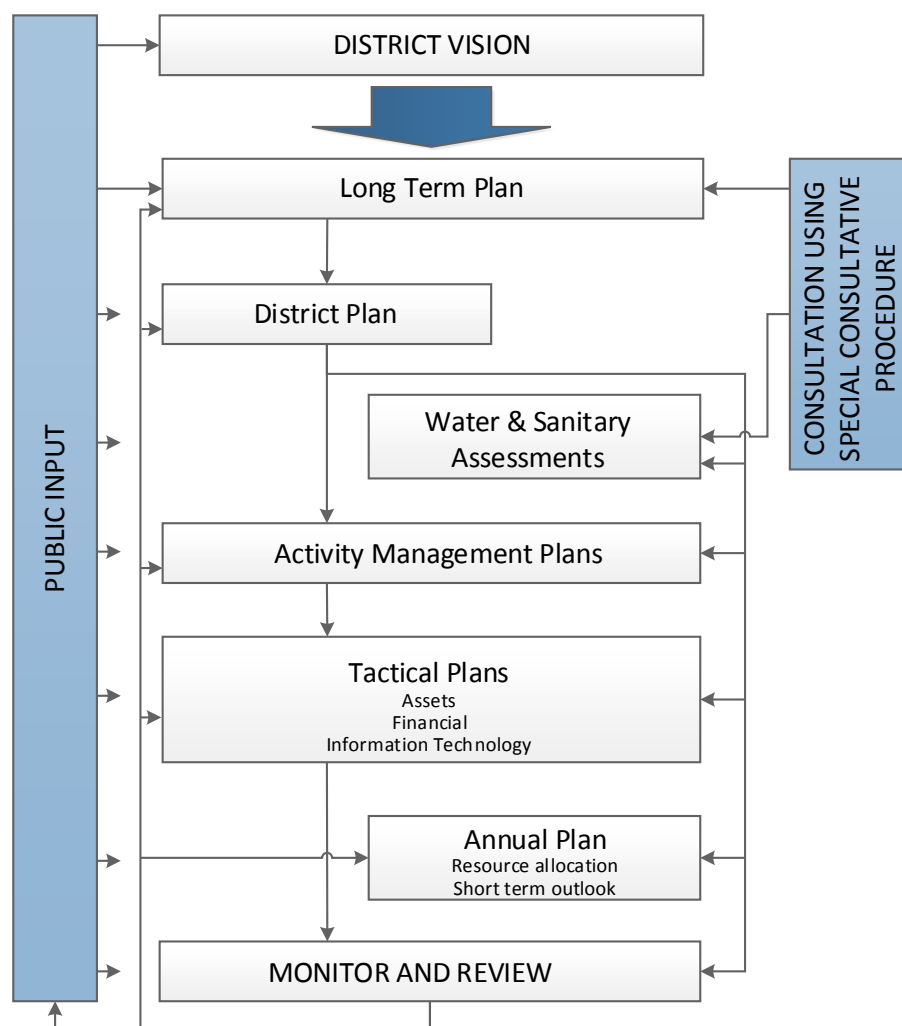 DISTRICT VISION
Long Term Plan
District Plan
Water & Sanitary
Assessments
Activity Management Plans
Tactical Plans
Assets
Financial
Information Technology
Annual Plan
Resource allocation
Short term outlook
MONITOR AND REVIEW
PUBLIC INPUT
CONSULTATION USING
SPECIAL CONSULTATIVE
PROCEDURE